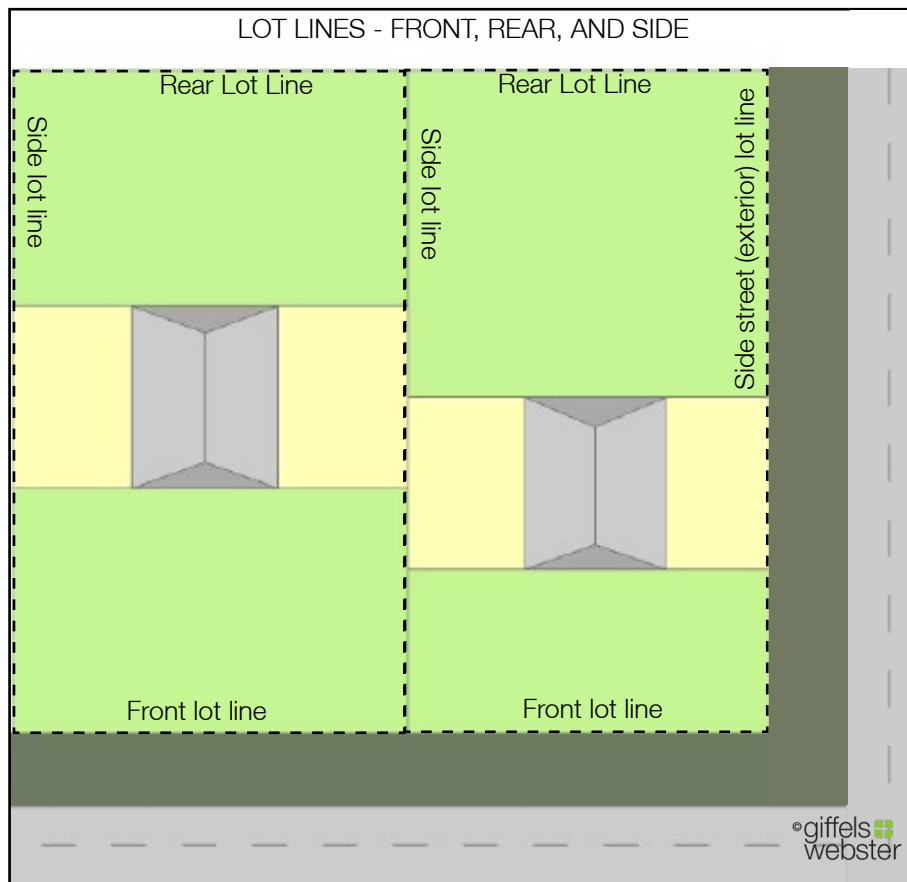 LOT LINES - FRONT, REAR, AND SIDE
Rear Lot Line
Rear Lot Line
Side lot line
Side lot line
Side street (exterior) lot line
Front lot line
Front lot line
©giffels
webster